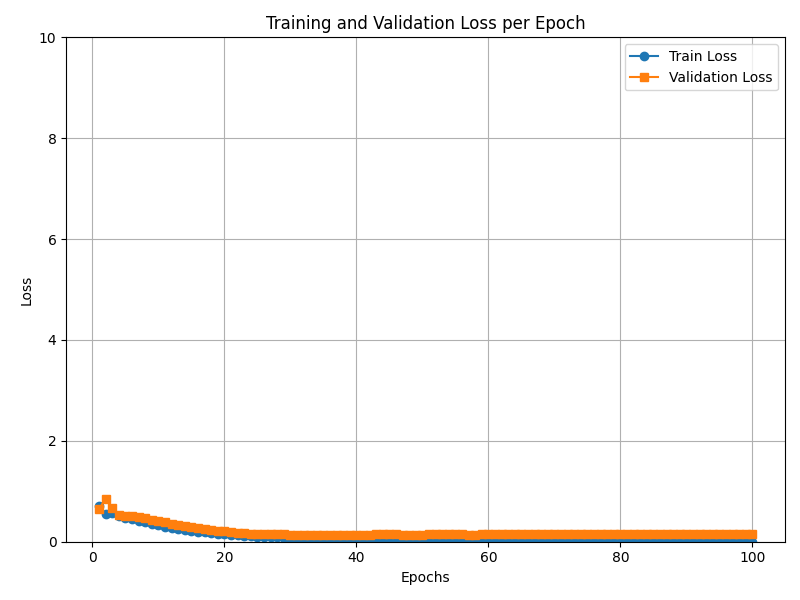 Training and Validation Loss per Epoch
Train Loss
Validation Loss
10
8
6
4
2
0
Loss
0 20 40 60 80 100
Epochs